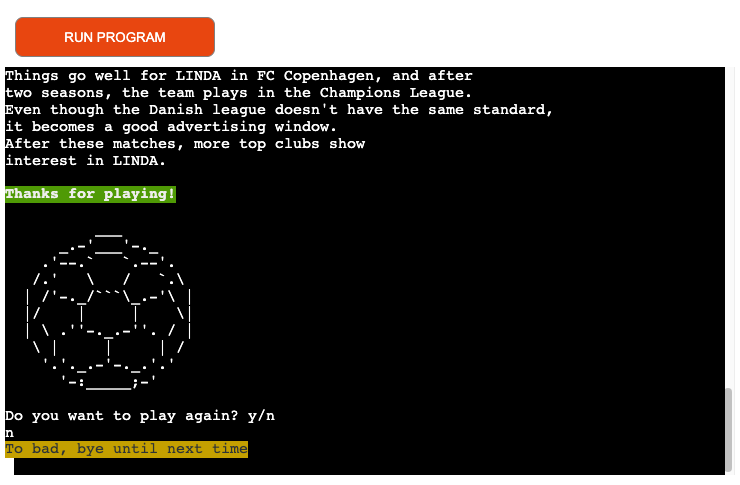 RUN PROGRAM
Things go well for LINDA in FC Copenhagen, and after
two seasons, the team plays in the Champions League.
Even though the Danish league doesn't have the same standard,
it becomes a good advertising window.
After these matches, more top clubs show
interest in LINDA.
Thanks for playing!
Do you want to play again? y/n
n
To bad, bye until next time